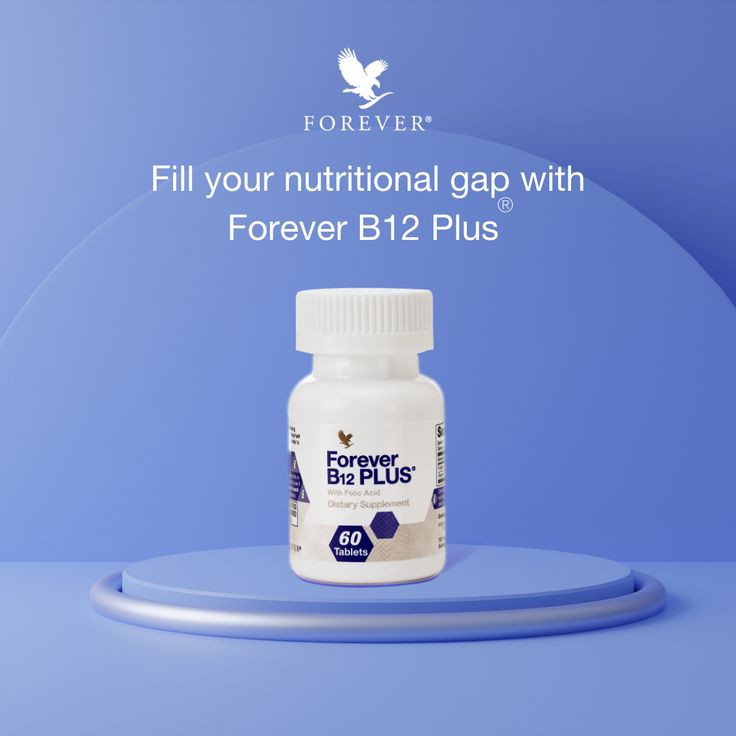 FOREVER®
Fill your nutritional gap with
Forever B12 Plus®
Forever
B12 PLUS®
With Folic Acid
Dietary Supplement
60
Tablets